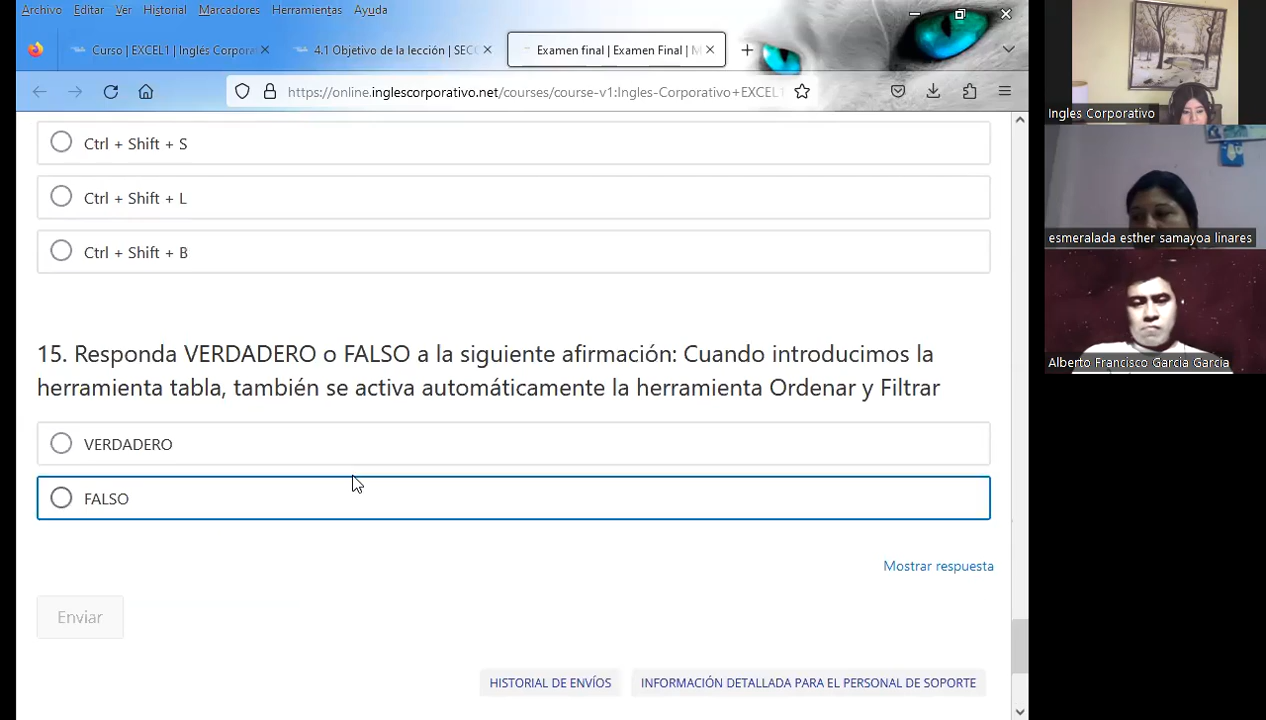 Archivo Editar Ver Historial Marcadores Herramientas Ayuda
Curso | EXCEL1 | Inglés Corpora
4.1 Objetivo de la lección | SEC
Examen final | Examen Final | M
https://online.inglescorporativo.net/courses/course-v1:Ingles-Corporativo+EXCEL1
Ctrl + Shift + S
Ctrl + Shift + L
Ctrl + Shift + B
15. Responda VERDADERO o FALSO a la siguiente afirmación: Cuando introducimos la
herramienta tabla, también se activa automáticamente la herramienta Ordenar y Filtrar
VERDADERO
FALSO
Mostrar respuesta
Enviar
HISTORIAL DE ENVÍOS
INFORMACIÓN DETALLADA PARA EL PERSONAL DE SOPORTE
Ingles Corporativo
esmeralada esther samayoa linares
Alberto Francisco Garcia Garcia